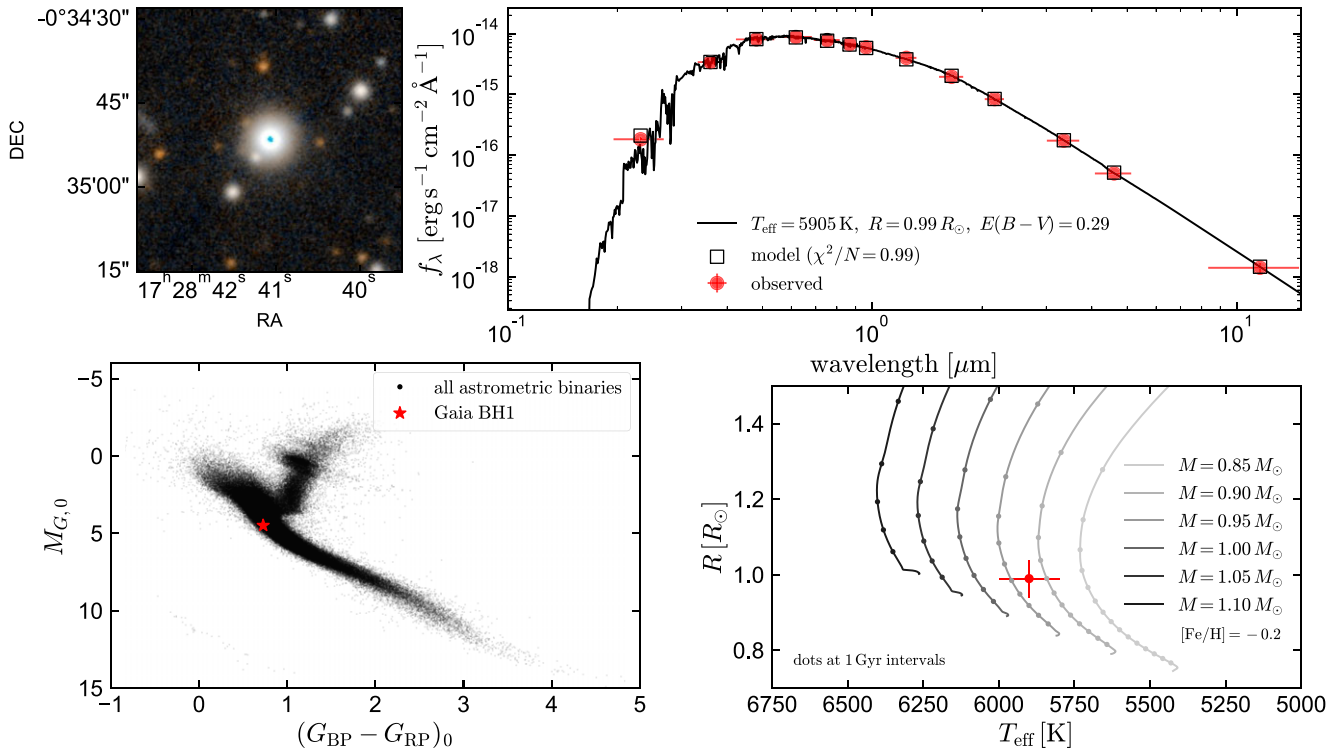 -0°34'30"
45"
35'00"
15"
DEC
17ʰ28ᵐ42ˢ 41ˢ 40ˢ
RA
10⁻¹⁴
10⁻¹⁵
10⁻¹⁶
10⁻¹⁷
10⁻¹⁸
f_λ [erg s⁻¹ cm⁻² Å⁻¹]
T_eff = 5905 K, R = 0.99 R_⊙, E(B − V) = 0.29
model (χ²/N = 0.99)
observed
10⁻¹ 10⁰ 10¹
wavelength [μm]
−5
0
5
10
15
M_G,0
all astrometric binaries
Gaia BH1
−1 0 1 2 3 4 5
(G_BP − G_RP)₀
1.4
1.2
1.0
0.8
R [R_⊙]
M = 0.85 M_⊙
M = 0.90 M_⊙
M = 0.95 M_⊙
M = 1.00 M_⊙
M = 1.05 M_⊙
M = 1.10 M_⊙
[Fe/H] = −0.2
dots at 1 Gyr intervals
6750 6500 6250 6000 5750 5500 5250 5000
T_eff [K]